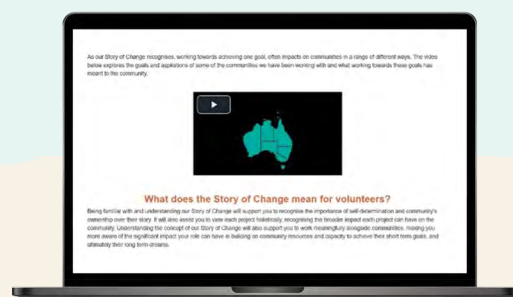 As our Story of Change recognises, working towards achieving one goal, often impacts on communities in a range of different ways. The video
below explores the goals and aspirations of some of the communities we have been working with and what working towards these goals has
meant to the community.
What does the Story of Change mean for volunteers?
Being familiar with and understanding our Story of Change will support you to recognise the importance of self-determination and community's
ownership over their story. It will also assist you to view each project holistically, recognising the broader impact each project can have on the
community. Understanding the concept of our Story of Change will also support you to work meaningfully alongside communities, making you
more aware of the significant impact your role can have in building on community resources and capacity to achieve their short term goals, and
ultimately their long term dreams.